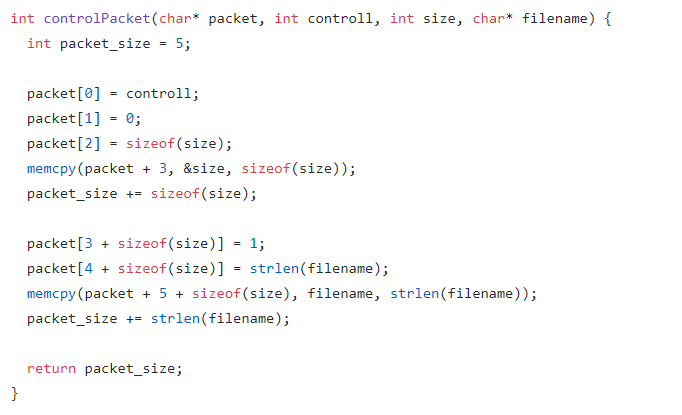 int controlPacket(char* packet, int controll, int size, char* filename) {
  int packet_size = 5;

  packet[0] = controll;
  packet[1] = 0;
  packet[2] = sizeof(size);
  memcpy(packet + 3, &size, sizeof(size));
  packet_size += sizeof(size);

  packet[3 + sizeof(size)] = 1;
  packet[4 + sizeof(size)] = strlen(filename);
  memcpy(packet + 5 + sizeof(size), filename, strlen(filename));
  packet_size += strlen(filename);

  return packet_size;
}